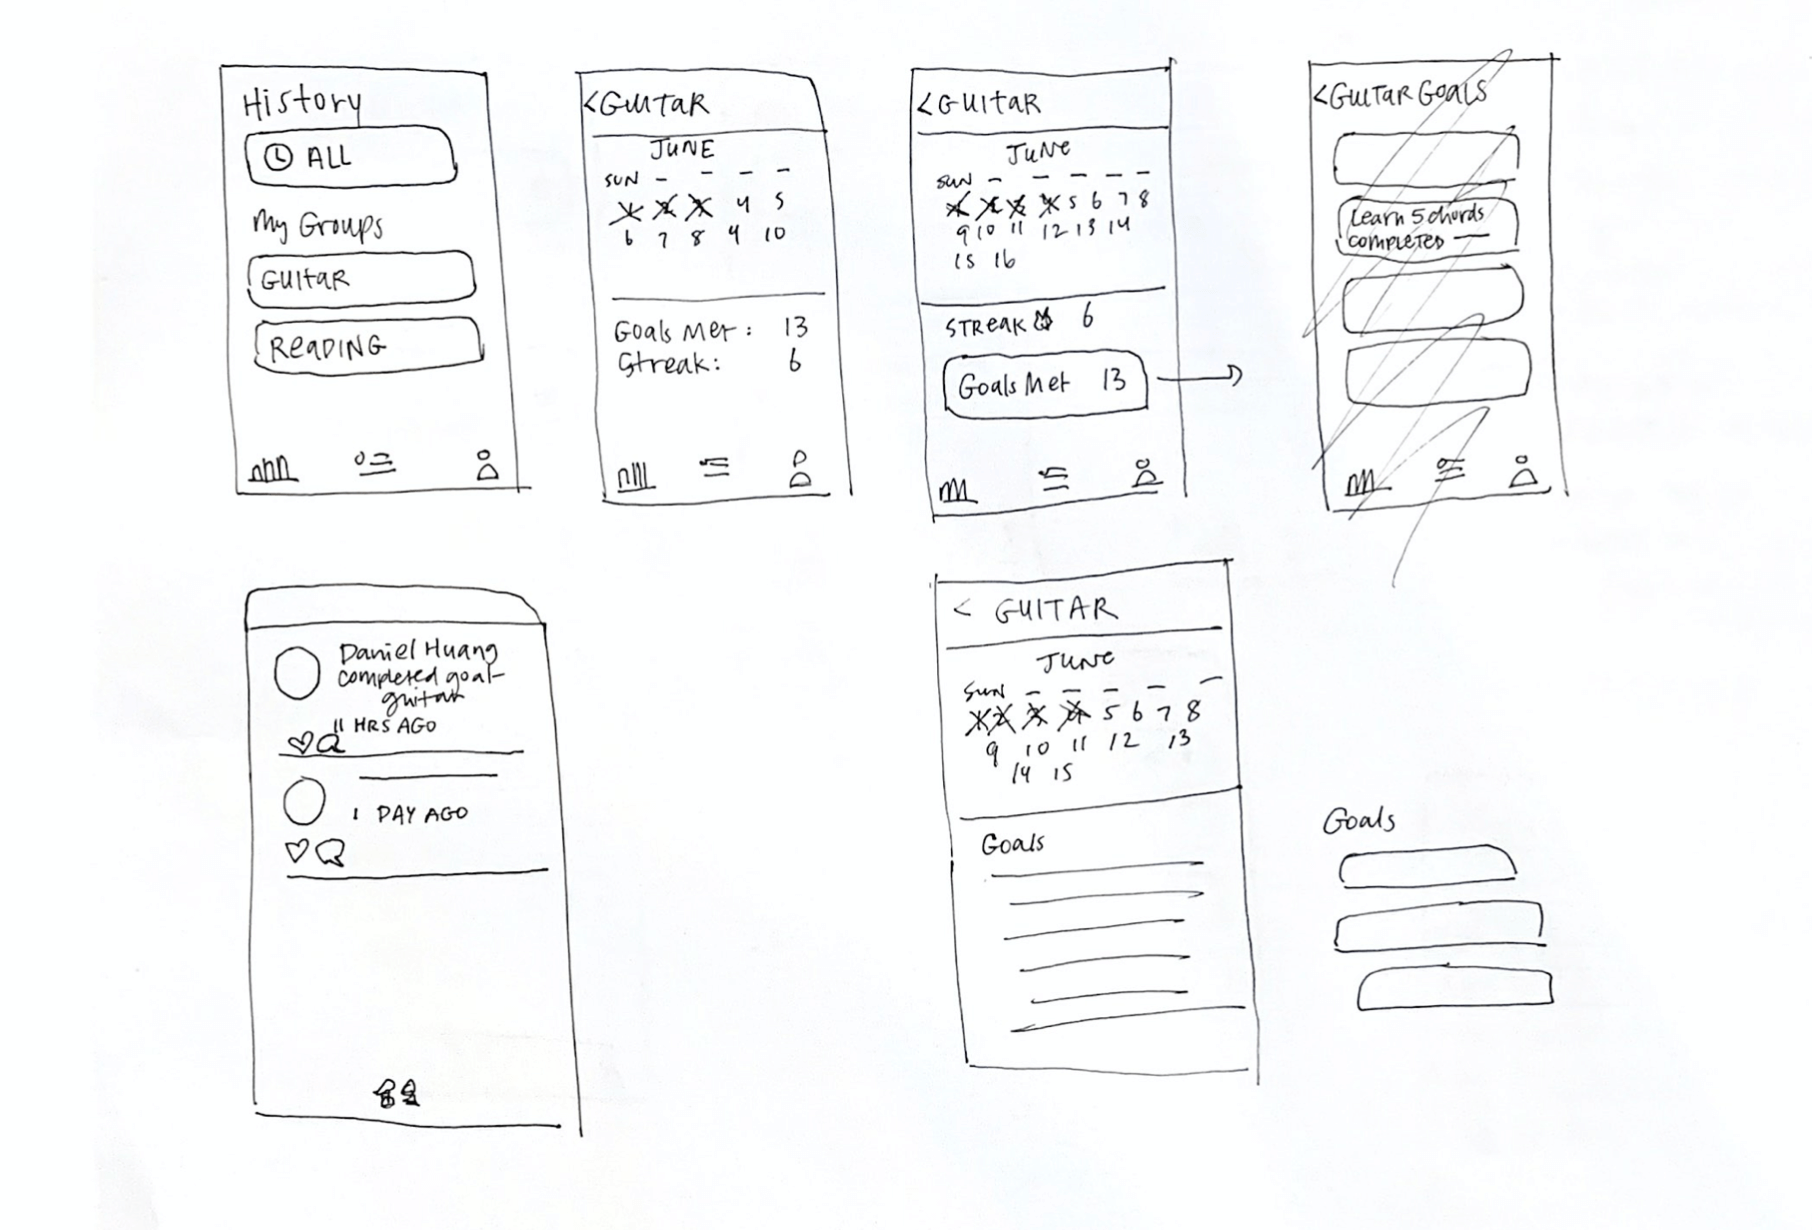 History
ALL
My Groups
GUITAR
READING
<GUITAR
JUNE
SUN - - - -
1 2 3 4 5
6 7 8 9 10
Goals Met: 13
Streak: 6
<GUITAR
JUNE
SUN - - - - -
1 2 3 4 5 6 7 8
9 10 11 12 13 14
15 16
STREAK 6
Goals Met 13
<GUITAR GOALS
Learn 5 chords
COMPLETED —
Daniel Huang
completed goal-
guitar
11 HRS AGO
1 DAY AGO
< GUITAR
JUNE
SUN - - - - -
1 2 3 4 5 6 7 8
9 10 11 12 13
14 15
Goals
Goals